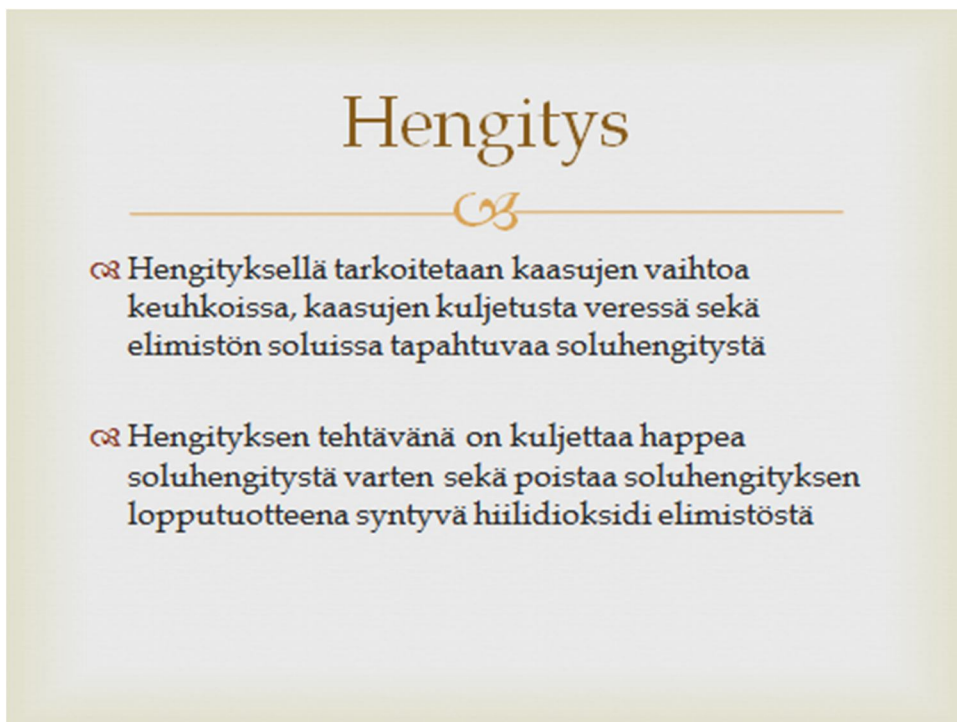 Hengitys
Hengityksellä tarkoitetaan kaasujen vaihtoa
keuhkoissa, kaasujen kuljetusta veressä sekä
elimistön soluissa tapahtuvaa soluhengitystä
Hengityksen tehtävänä on kuljettaa happea
soluhengitystä varten sekä poistaa soluhengityksen
lopputuotteena syntyvä hiilidioksidi elimistöstä